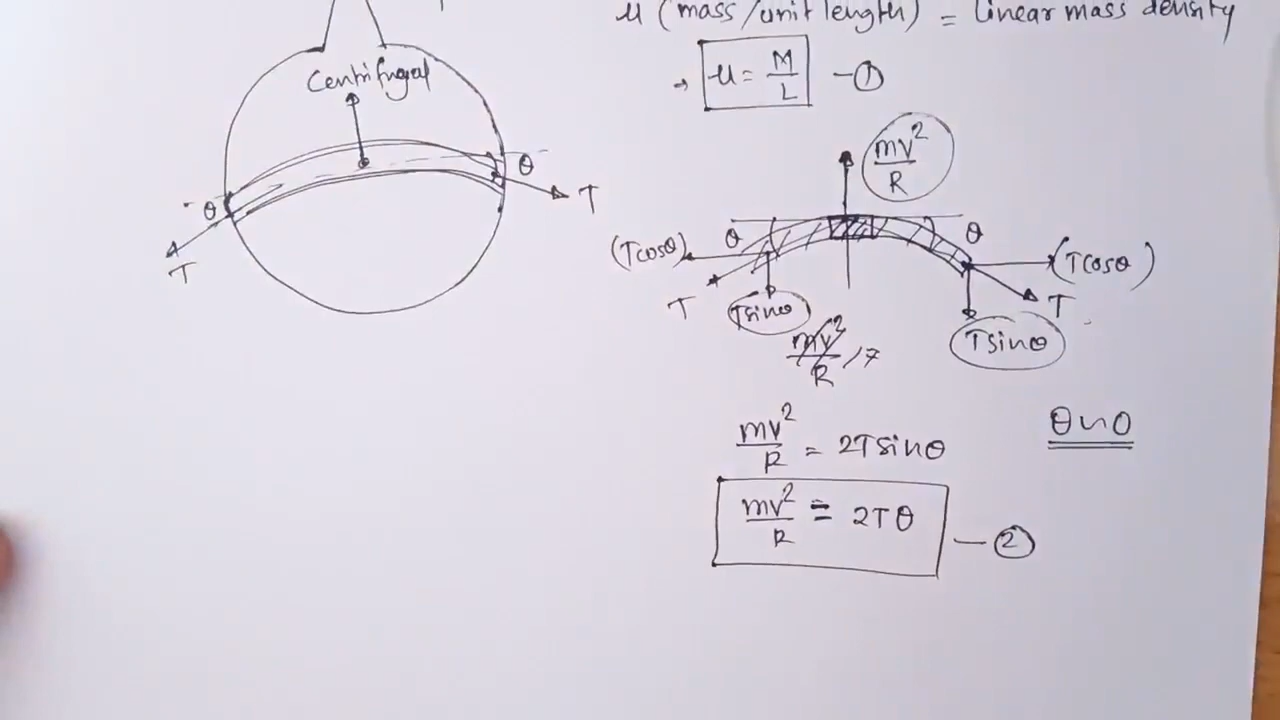 μ (mass/unit length) = linear mass density
→ μ = M/L — ①
Centrifugal
θ
θ
T
T
mv²/R
θ
θ
(Tcosθ)
(Tcosθ)
T
T
Tsinθ
Tsinθ
mv²/R
mv²/R = 2Tsinθ
θ ~ 0
mv²/R = 2Tθ — ②